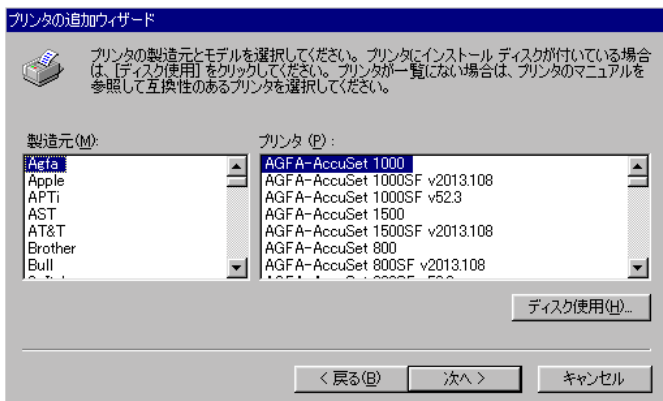 プリンタの追加ウィザード
プリンタの製造元とモデルを選択してください。プリンタにインストール ディスクが付いている場合
は、[ディスク使用] をクリックしてください。プリンタが一覧にない場合は、プリンタのマニュアルを
参照して互換性のあるプリンタを選択してください。
製造元(M):
プリンタ (P) :
Agfa
Apple
APTi
AST
AT&T
Brother
Bull
AGFA-AccuSet 1000
AGFA-AccuSet 1000SF v2013.108
AGFA-AccuSet 1000SF v52.3
AGFA-AccuSet 1500
AGFA-AccuSet 1500SF v2013.108
AGFA-AccuSet 800
AGFA-AccuSet 800SF v2013.108
ディスク使用(H)...
< 戻る(B)
次へ >
キャンセル